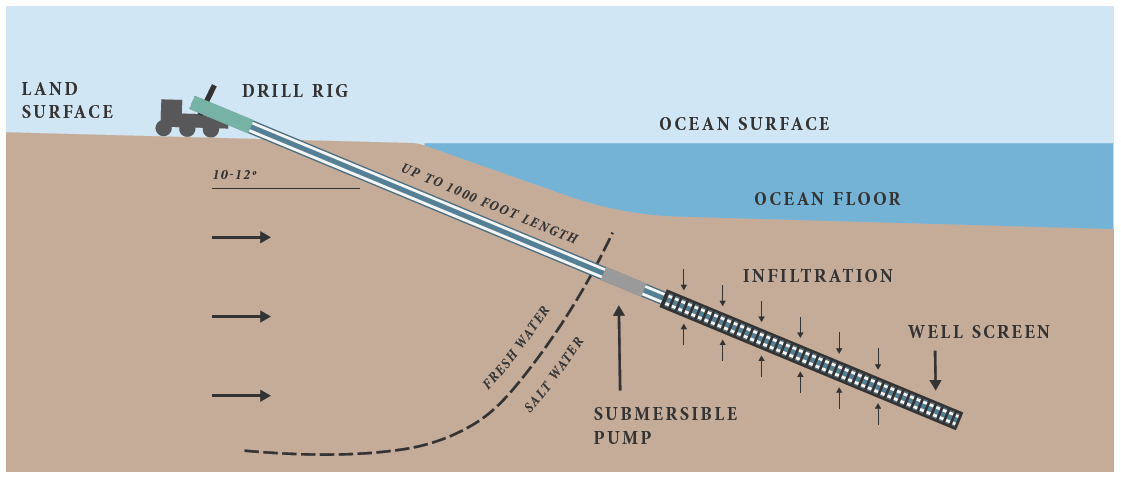 LAND
SURFACE
DRILL RIG
OCEAN SURFACE
10-12°
UP TO 1000 FOOT LENGTH
OCEAN FLOOR
INFILTRATION
WELL SCREEN
FRESH WATER
SALT WATER
SUBMERSIBLE
PUMP